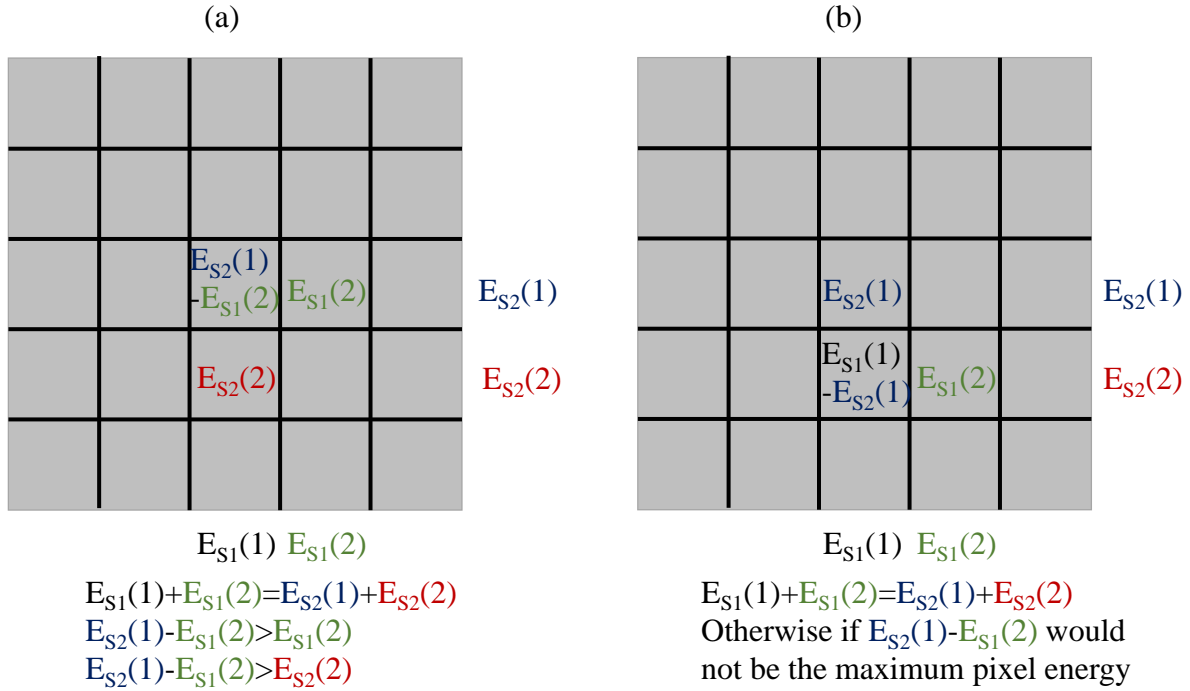 (a)
(b)
E_S2(1)
-E_S1(2)
E_S1(2)
E_S2(1)
E_S2(2)
E_S2(2)
E_S1(1) E_S1(2)
E_S1(1)+E_S1(2)=E_S2(1)+E_S2(2)
E_S2(1)-E_S1(2)>E_S1(2)
E_S2(1)-E_S1(2)>E_S2(2)
E_S2(1)
E_S2(1)
E_S1(1)
-E_S2(1)
E_S1(2)
E_S2(2)
E_S1(1) E_S1(2)
E_S1(1)+E_S1(2)=E_S2(1)+E_S2(2)
Otherwise if E_S2(1)-E_S1(2) would
not be the maximum pixel energy